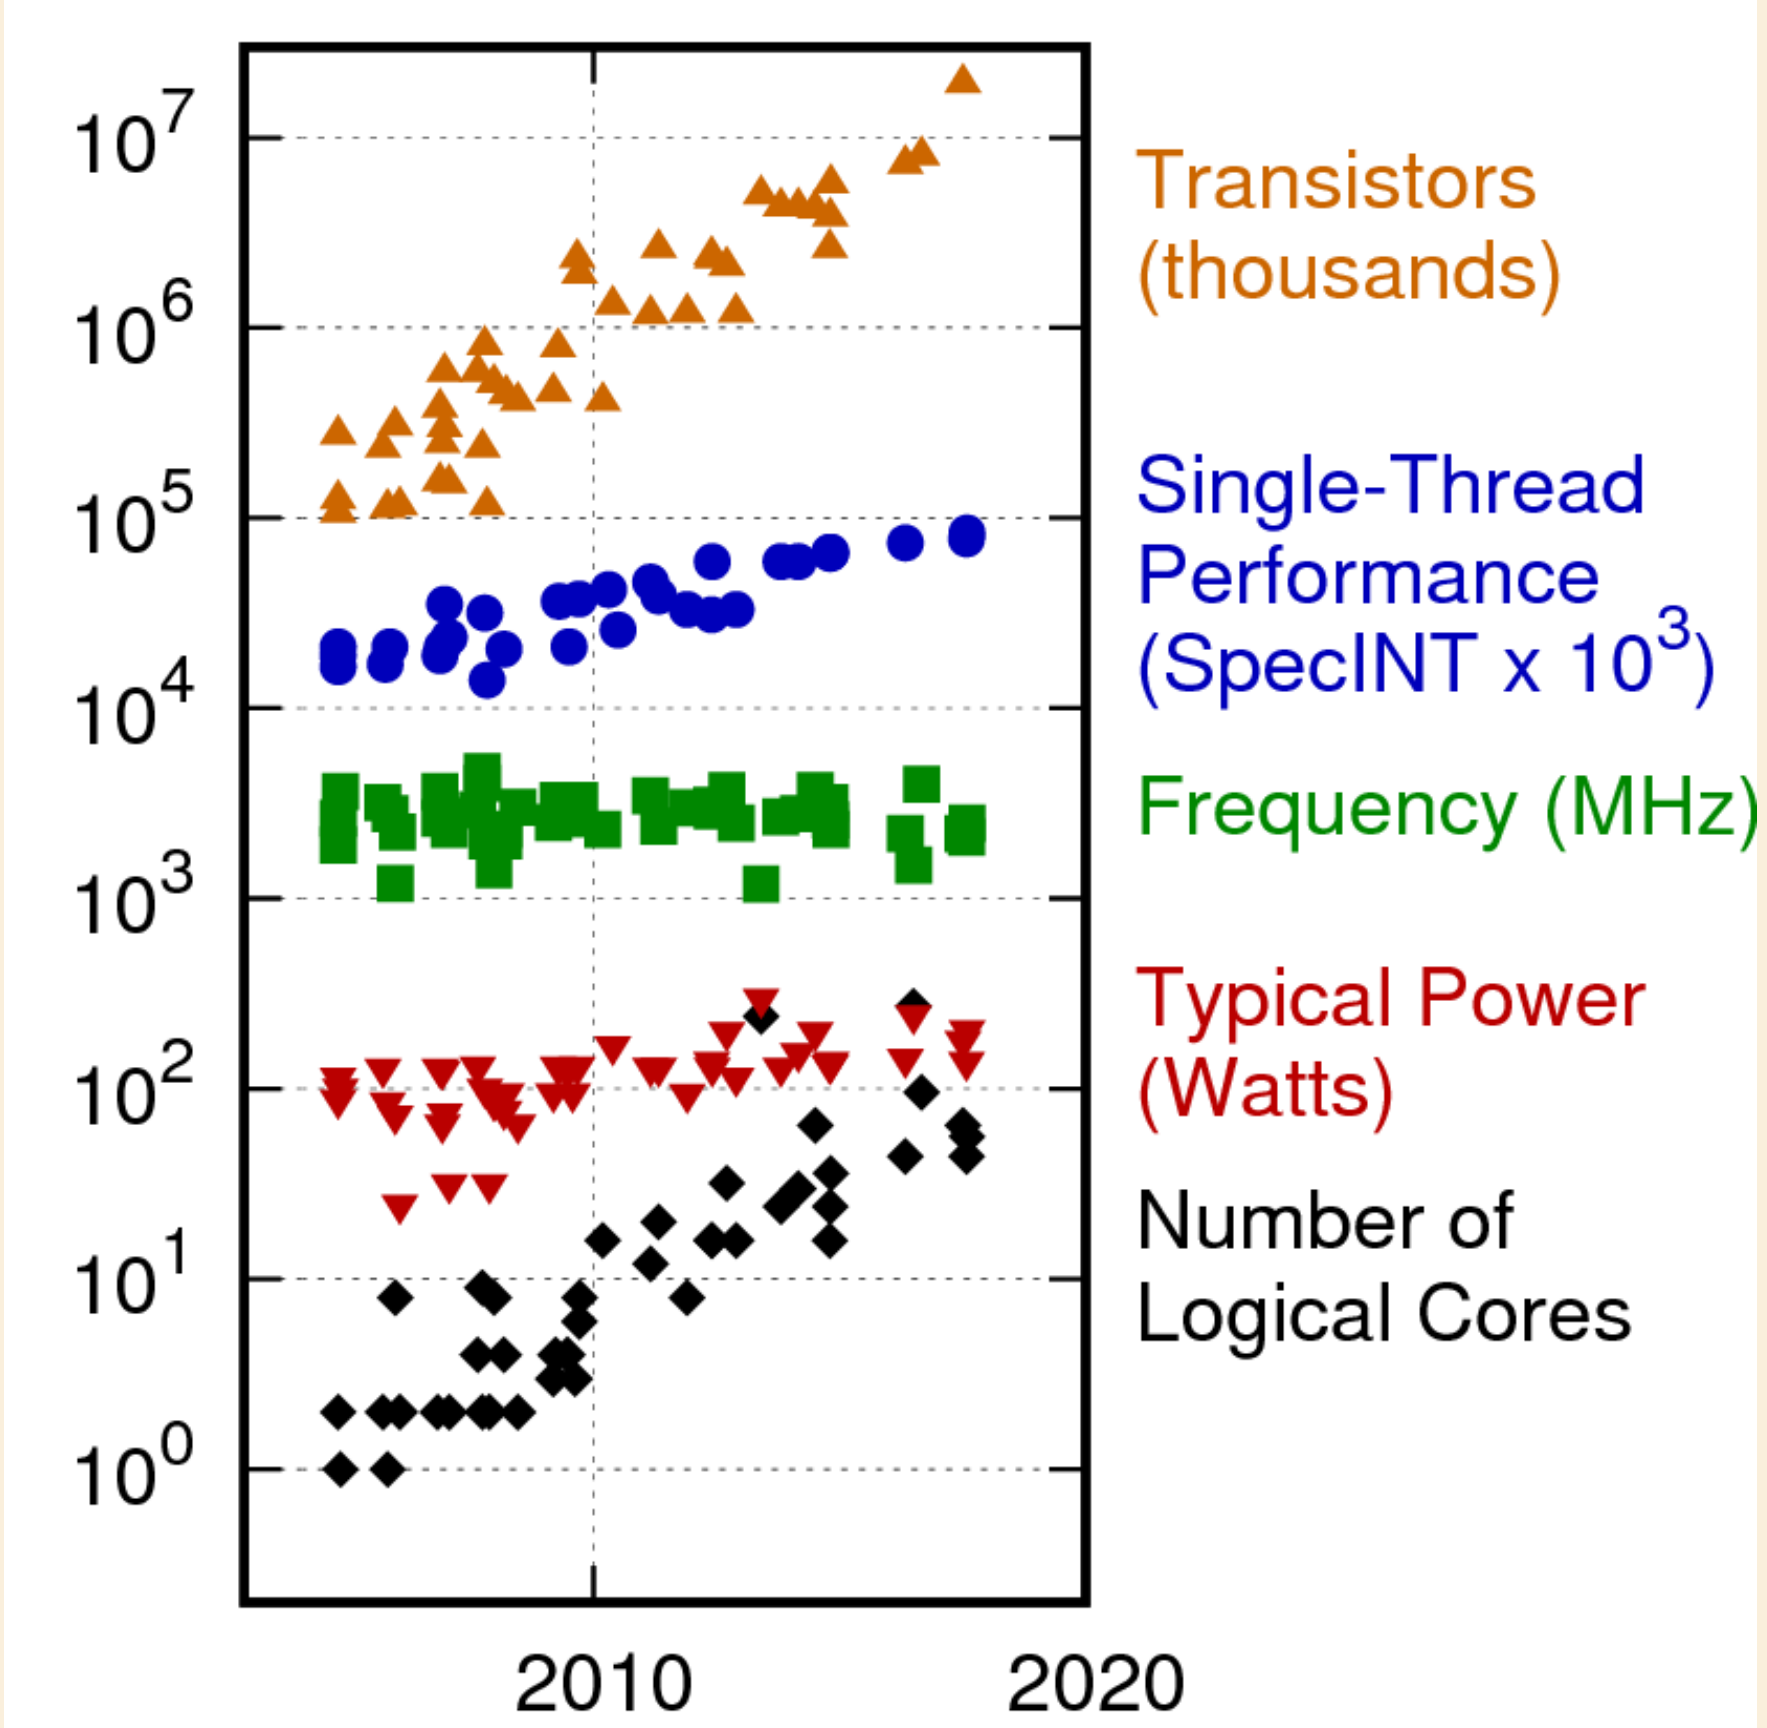 10^7
10^6
10^5
10^4
10^3
10^2
10^1
10^0
2010
2020
Transistors
(thousands)
Single-Thread
Performance
(SpecINT x 10^3)
Frequency (MHz)
Typical Power
(Watts)
Number of
Logical Cores